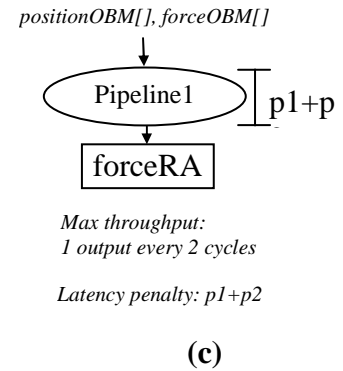 positionOBM[], forceOBM[]
Pipeline1
p1+p
forceRA
Max throughput:
1 output every 2 cycles
Latency penalty: p1+p2
(c)